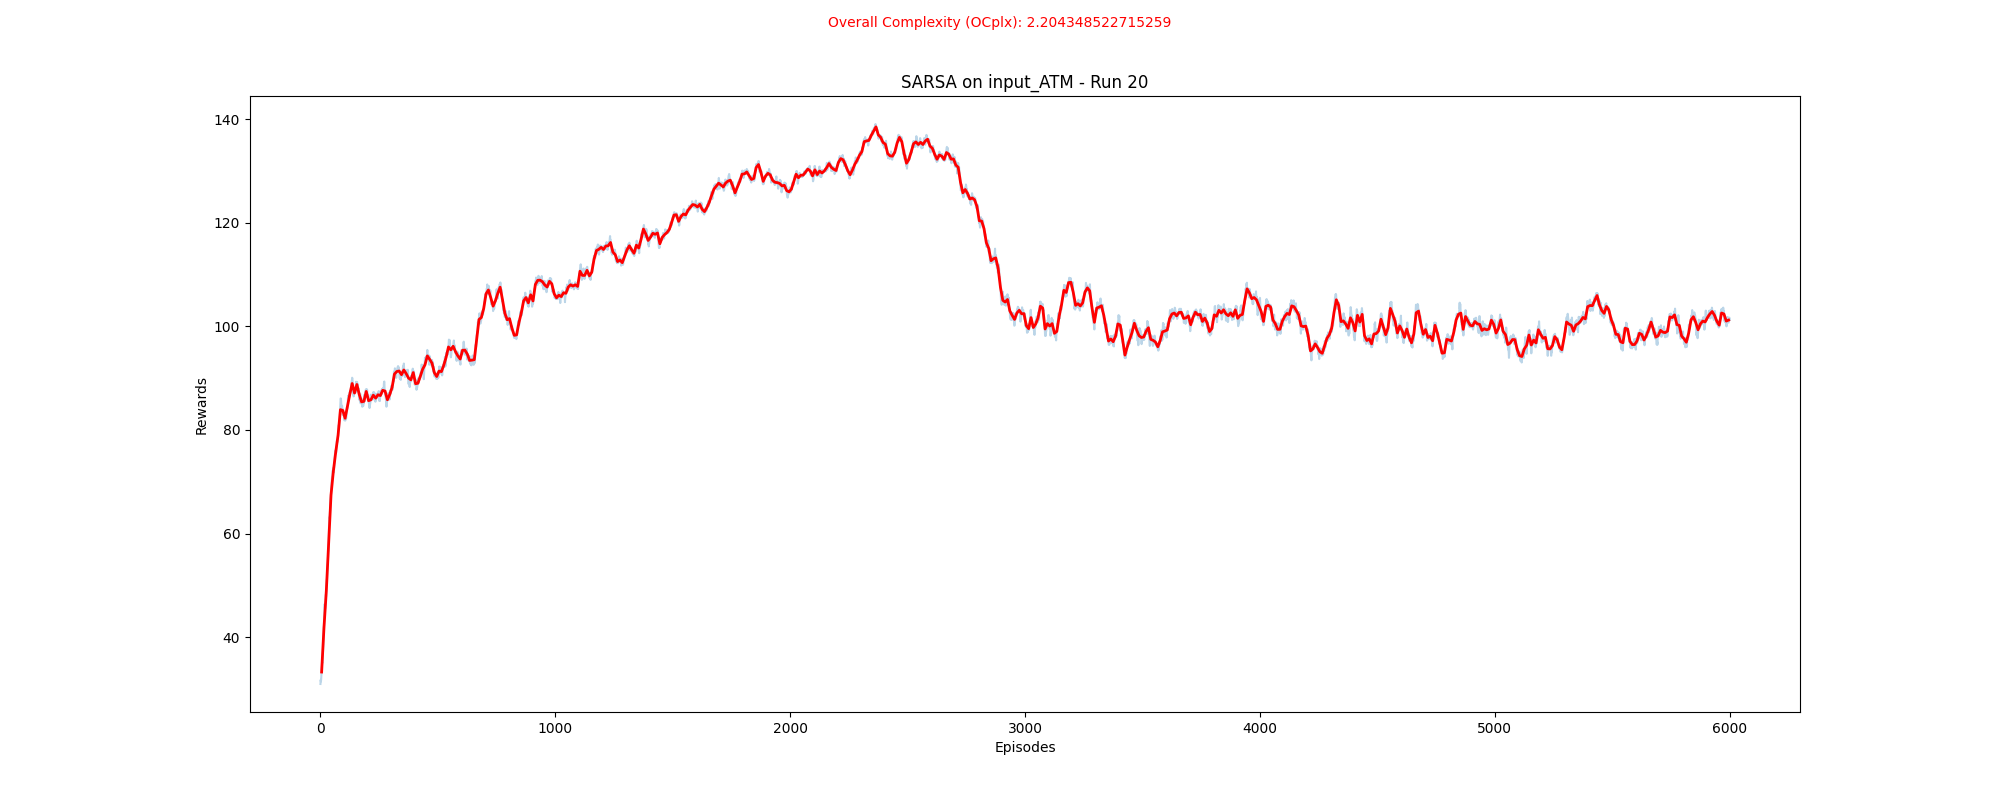 Overall Complexity (OCplx): 2.204348522715259
SARSA on input_ATM - Run 20
140
120
100
80
60
40
Rewards
0 1000 2000 3000 4000 5000 6000
Episodes